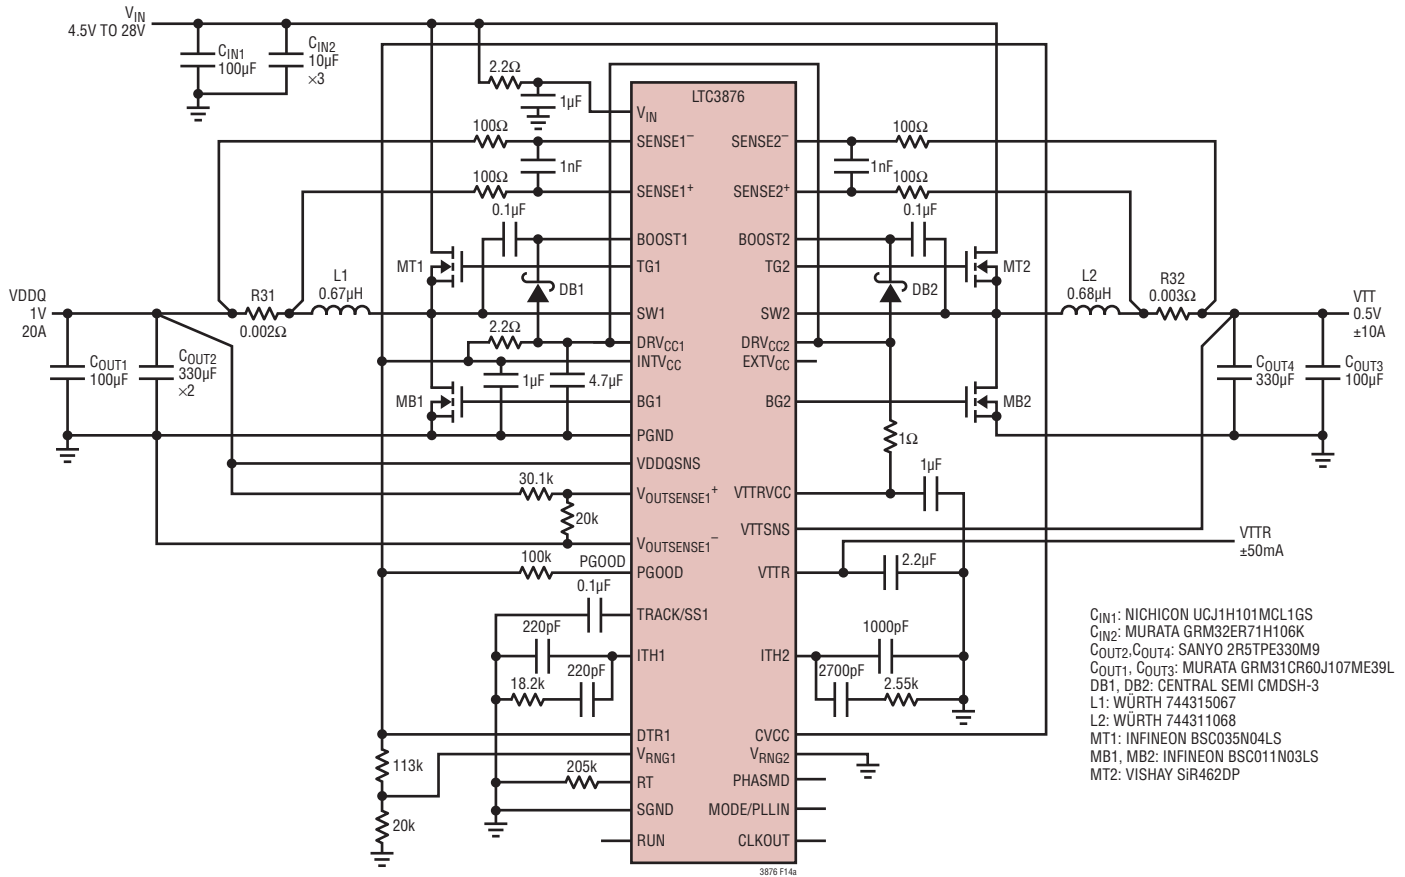 VIN
4.5V TO 28V
CIN1
100µF
CIN2
10µF
×3
2.2Ω
1µF
LTC3876
VIN
100Ω
SENSE1−
SENSE2−
100Ω
1nF
1nF
100Ω
SENSE1+
SENSE2+
100Ω
0.1µF
0.1µF
BOOST1
BOOST2
MT1
TG1
TG2
MT2
DB1
DB2
VDDQ
1V
20A
R31
0.002Ω
L1
0.67µH
SW1
SW2
L2
0.68µH
R32
0.003Ω
VTT
0.5V
±10A
2.2Ω
DRVCC1
DRVCC2
INTVCC
EXTVCC
COUT1
100µF
COUT2
330µF
×2
1µF
4.7µF
COUT4
330µF
COUT3
100µF
MB1
BG1
BG2
MB2
PGND
1Ω
VDDQSNS
1µF
30.1k
VOUTSENSE1+
VTTRVCC
20k
VTTSNS
VOUTSENSE1−
VTTR
±50mA
100k
PGOOD
PGOOD
VTTR
2.2µF
0.1µF
TRACK/SS1
220pF
1000pF
ITH1
ITH2
220pF
18.2k
2700pF
2.55k
DTR1
CVCC
VRNG1
VRNG2
113k
205k
RT
PHASMD
SGND
MODE/PLLIN
20k
RUN
CLKOUT
3876 F14a
CIN1: NICHICON UCJ1H101MCL1GS
CIN2: MURATA GRM32ER71H106K
COUT2,COUT4: SANYO 2R5TPE330M9
COUT1, COUT3: MURATA GRM31CR60J107ME39L
DB1, DB2: CENTRAL SEMI CMDSH-3
L1: WÜRTH 744315067
L2: WÜRTH 744311068
MT1: INFINEON BSC035N04LS
MB1, MB2: INFINEON BSC011N03LS
MT2: VISHAY SiR462DP